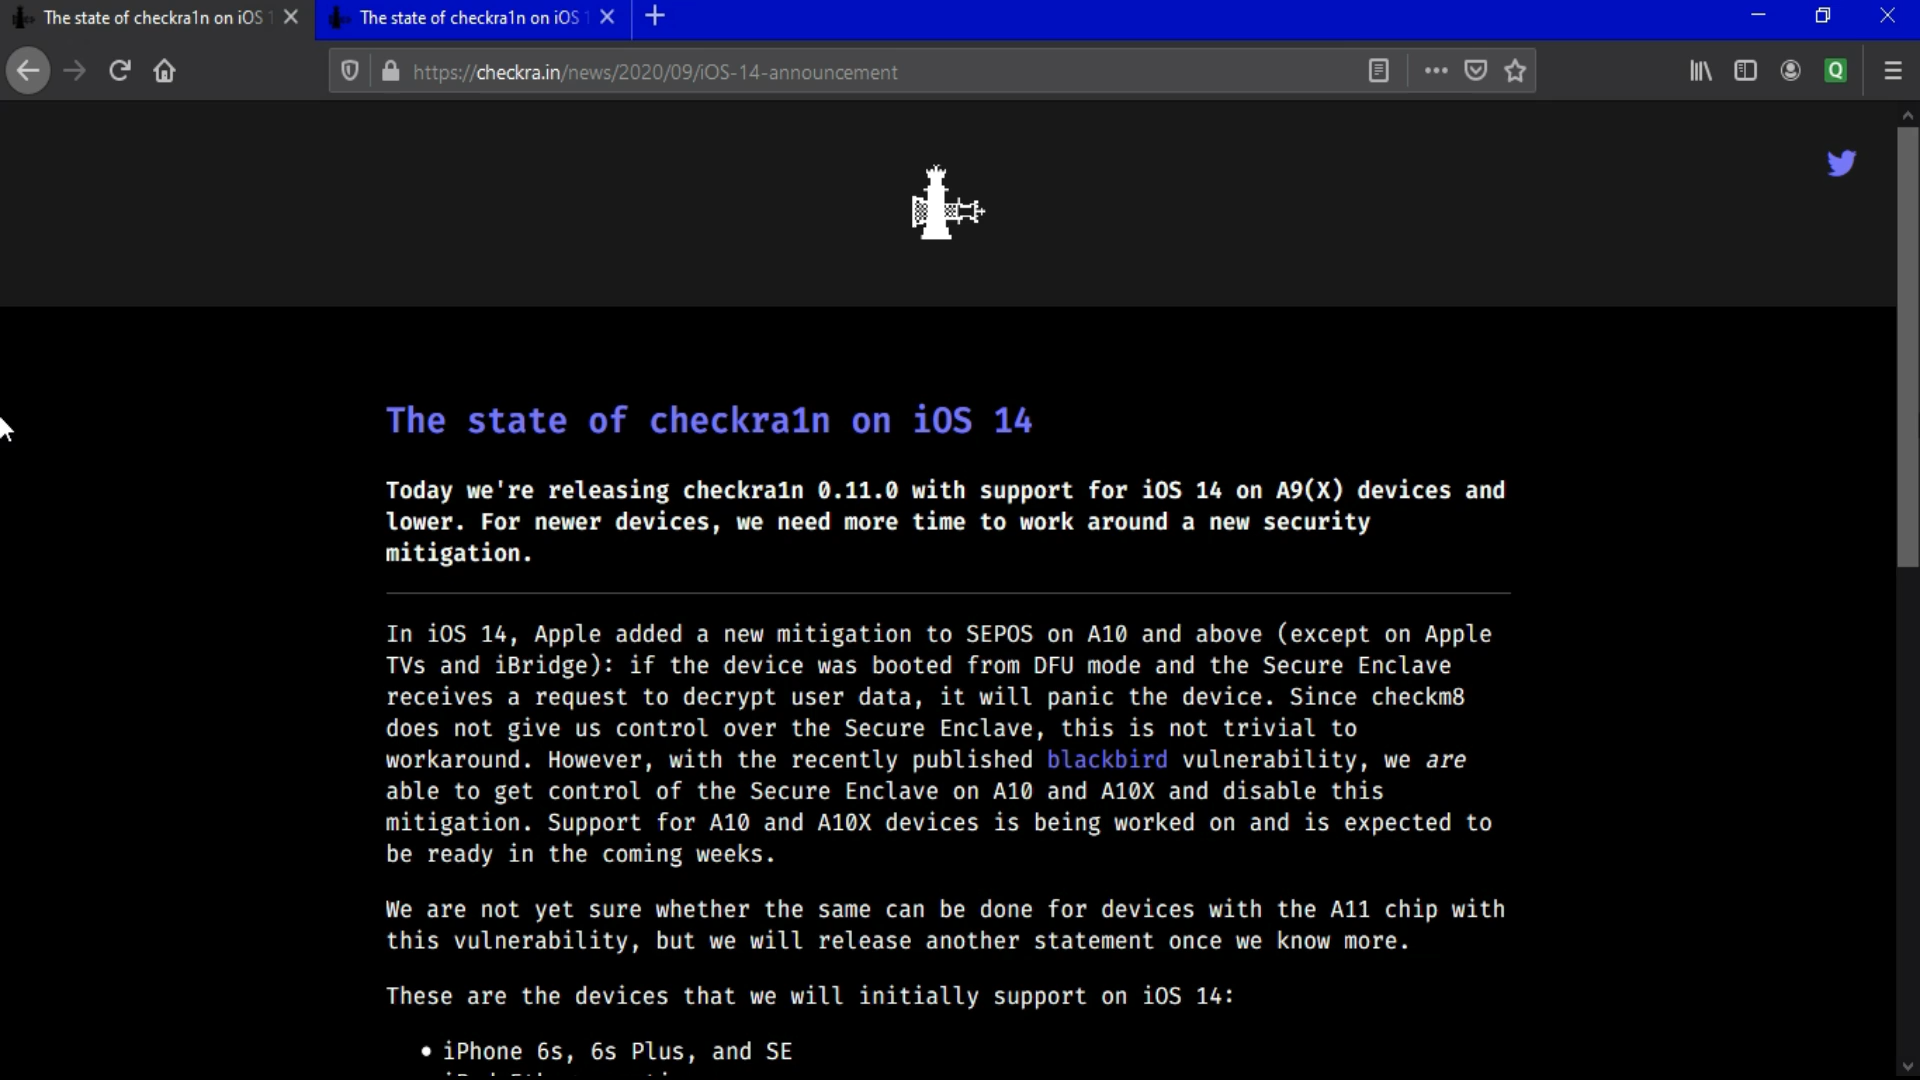 The state of checkra1n on iOS 1
The state of checkra1n on iOS 1
https://checkra.in/news/2020/09/iOS-14-announcement
Q
The state of checkra1n on iOS 14
Today we're releasing checkra1n 0.11.0 with support for iOS 14 on A9(X) devices and
lower. For newer devices, we need more time to work around a new security
mitigation.
In iOS 14, Apple added a new mitigation to SEPOS on A10 and above (except on Apple
TVs and iBridge): if the device was booted from DFU mode and the Secure Enclave
receives a request to decrypt user data, it will panic the device. Since checkm8
does not give us control over the Secure Enclave, this is not trivial to
workaround. However, with the recently published blackbird vulnerability, we are
able to get control of the Secure Enclave on A10 and A10X and disable this
mitigation. Support for A10 and A10X devices is being worked on and is expected to
be ready in the coming weeks.
We are not yet sure whether the same can be done for devices with the A11 chip with
this vulnerability, but we will release another statement once we know more.
These are the devices that we will initially support on iOS 14:
• iPhone 6s, 6s Plus, and SE